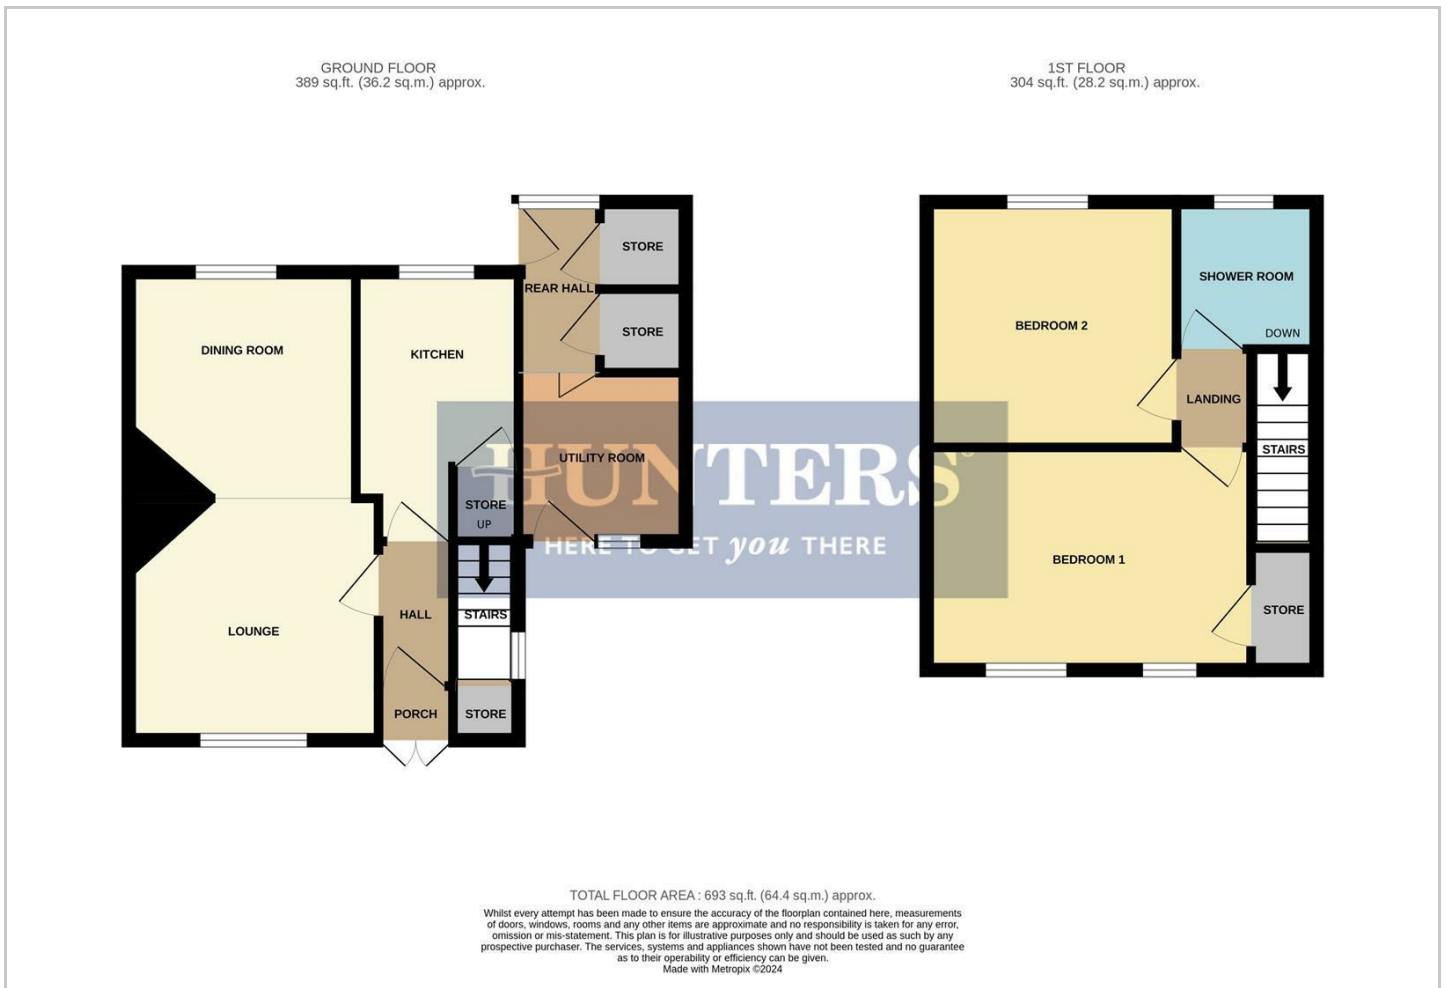 GROUND FLOOR
389 sq.ft. (36.2 sq.m.) approx.
1ST FLOOR
304 sq.ft. (28.2 sq.m.) approx.
STORE
REAR HALL
STORE
DINING ROOM
KITCHEN
UTILITY ROOM
STORE
UP
HALL
STAIRS
LOUNGE
PORCH
STORE
SHOWER ROOM
BEDROOM 2
DOWN
LANDING
STAIRS
BEDROOM 1
STORE
HUNTERS®
HERE TO GET you THERE
TOTAL FLOOR AREA : 693 sq.ft. (64.4 sq.m.) approx.
Whilst every attempt has been made to ensure the accuracy of the floorplan contained here, measurements
of doors, windows, rooms and any other items are approximate and no responsibility is taken for any error,
omission or mis-statement. This plan is for illustrative purposes only and should be used as such by any
prospective purchaser. The services, systems and appliances shown have not been tested and no guarantee
as to their operability or efficiency can be given.
Made with Metropix ©2024